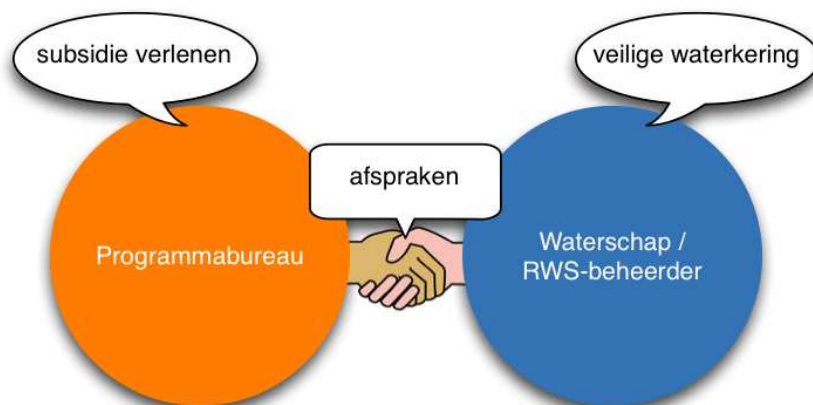 subsidie verlenen
veilige waterkering
afspraken
Programmabureau
Waterschap /
RWS-beheerder